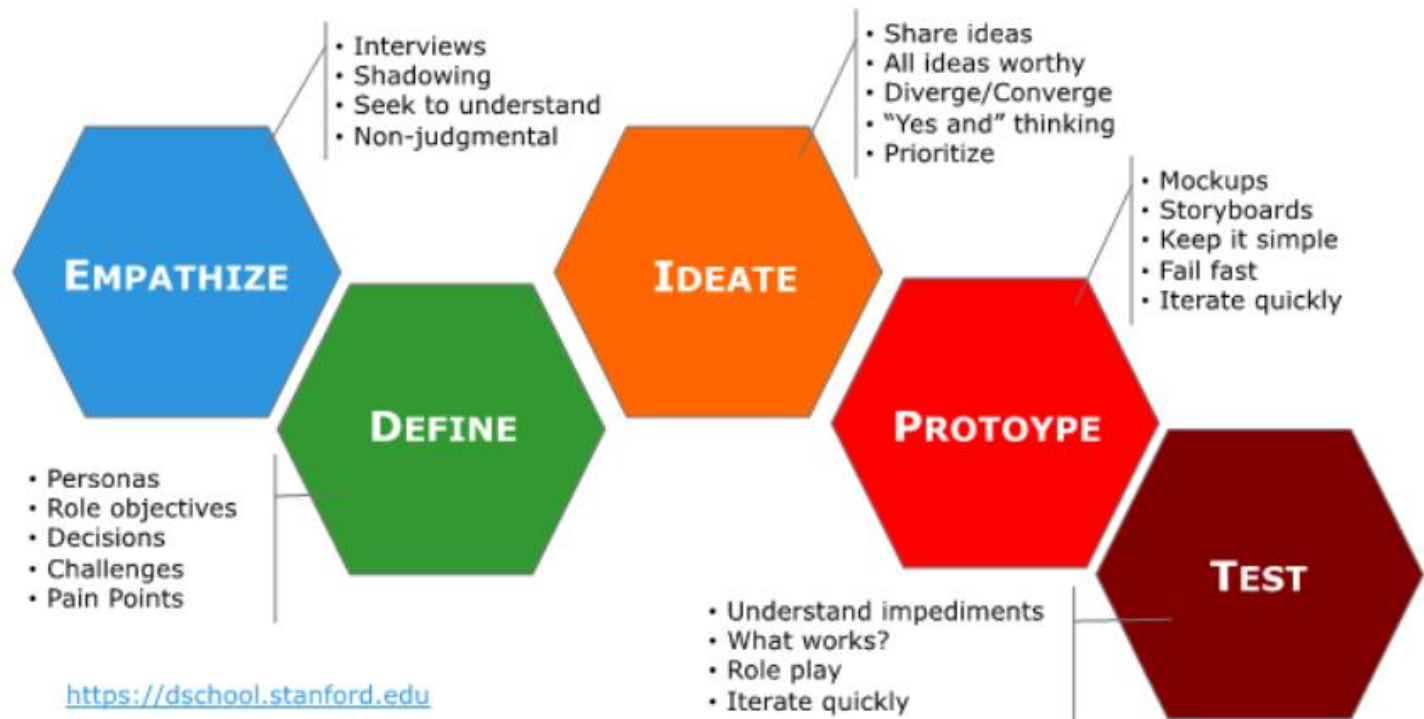 EMPATHIZE
• Interviews
• Shadowing
• Seek to understand
• Non-judgmental
DEFINE
• Personas
• Role objectives
• Decisions
• Challenges
• Pain Points
IDEATE
• Share ideas
• All ideas worthy
• Diverge/Converge
• “Yes and” thinking
• Prioritize
PROTOYPE
• Mockups
• Storyboards
• Keep it simple
• Fail fast
• Iterate quickly
TEST
• Understand impediments
• What works?
• Role play
• Iterate quickly
https://dschool.stanford.edu